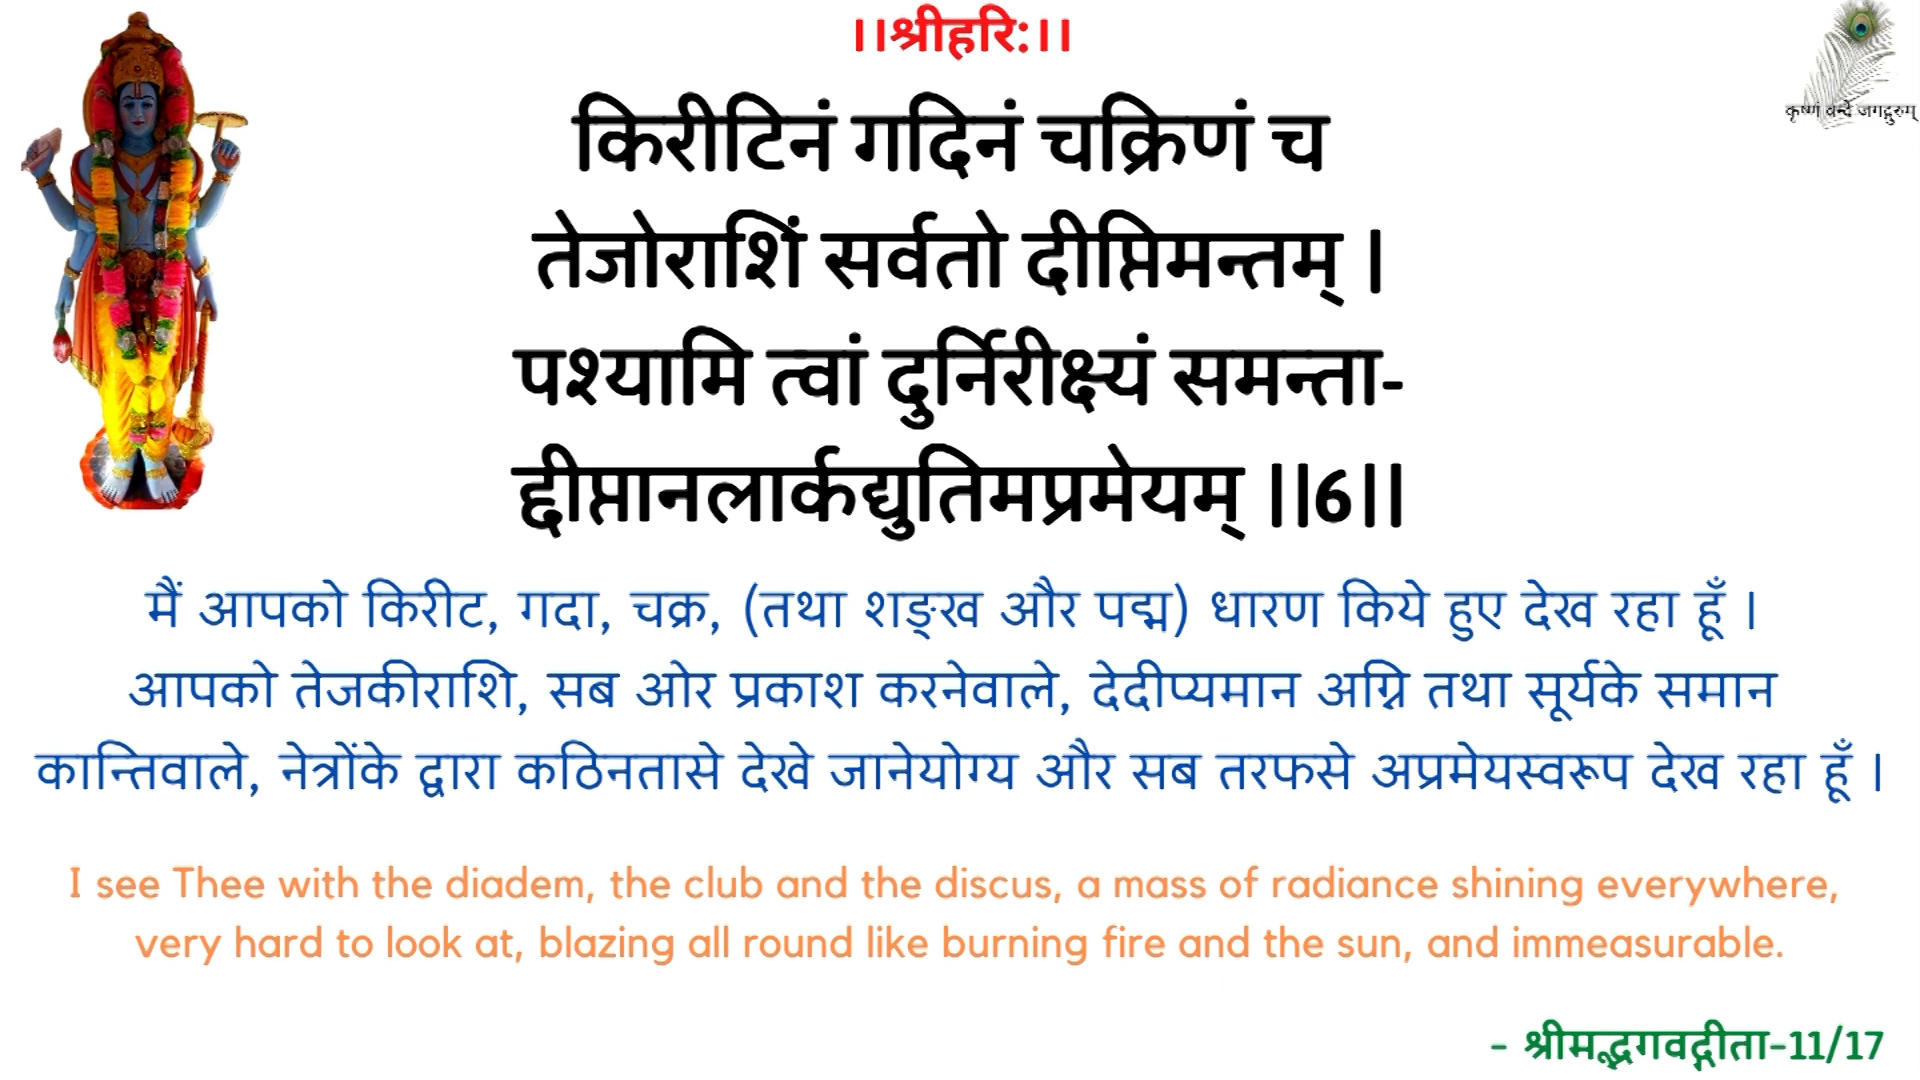 ।।श्रीहरि:।।
कृष्णं वन्दे जगद्गुरुम्
किरीटिनं गदिनं चक्रिणं च
तेजोराशिं सर्वतो दीप्तिमन्तम् |
पश्यामि त्वां दुर्निरीक्ष्यं समन्ता-
द्दीप्तानलार्कद्युतिमप्रमेयम् ||6||
मैं आपको किरीट, गदा, चक्र, (तथा शङ्ख और पद्म) धारण किये हुए देख रहा हूँ |
आपको तेजकीराशि, सब ओर प्रकाश करनेवाले, देदीप्यमान अग्नि तथा सूर्यके समान
कान्तिवाले, नेत्रोंके द्वारा कठिनतासे देखे जानेयोग्य और सब तरफसे अप्रमेयस्वरूप देख रहा हूँ |
I see Thee with the diadem, the club and the discus, a mass of radiance shining everywhere,
very hard to look at, blazing all round like burning fire and the sun, and immeasurable.
- श्रीमद्भगवद्गीता-11/17